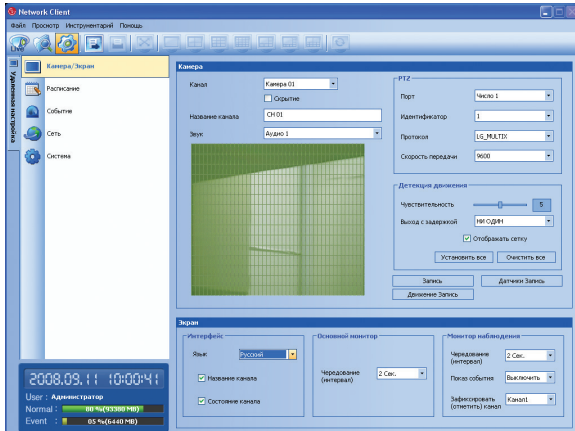 Network Client
Файл Просмотр Инструментарий Помощь
Live
Удаленная настройка
Камера/Экран
Расписание
Событие
Сеть
Система
Камера
Канал Камера 01
Скрытие
Название канала CH 01
Звук Аудио 1
PTZ
Порт Число 1
Идентификатор 1
Протокол LG_MULTIX
Скорость передачи 9600
Детекция движения
Чувствительность 5
Выход с задержкой НИ ОДИН
Отображать сетку
Установить все Очистить все
Запись Датчики Запись
Движение Запись
Экран
Интерфейс
Язык Русский
Название канала
Состояние канала
Основной монитор
Чередование (интервал) 2 Сек.
Монитор наблюдения
Чередование (интервал) 2 Сек.
Показ события Выключить
Зафиксировать (отметить) канал Канал1
2008.09.11 10:00:41
User : Администратор
Normal : 80 %(93380 MB)
Event : 05 %(6440 MB)